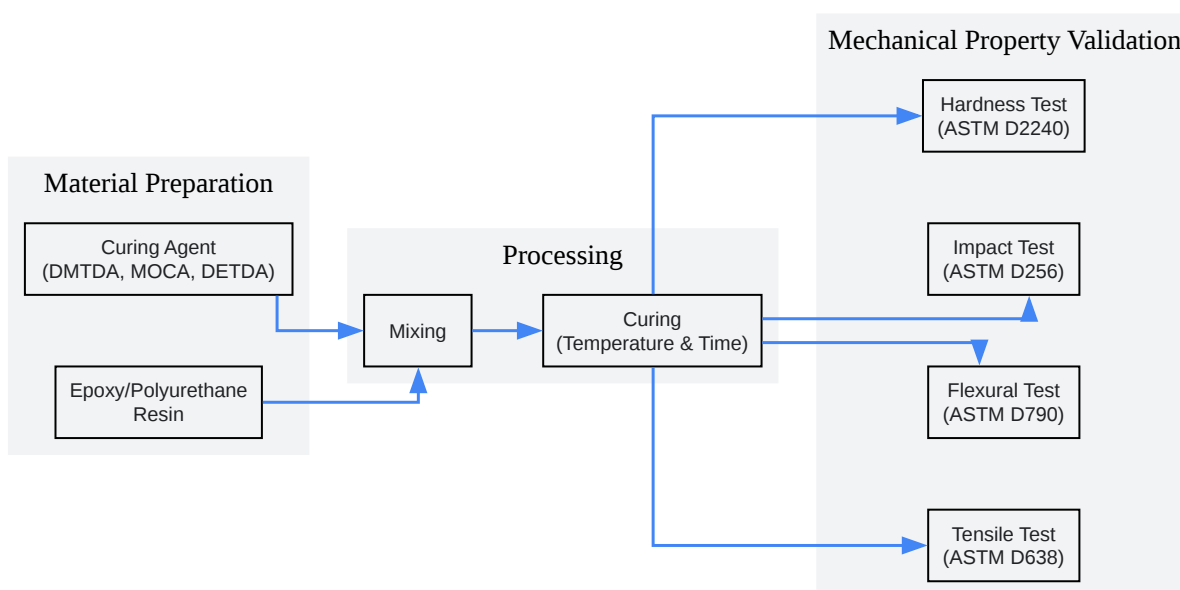 Material Preparation
Curing Agent
(DMTDA, MOCA, DETDA)
Epoxy/Polyurethane
Resin
Processing
Mixing
Curing
(Temperature & Time)
Mechanical Property Validation
Hardness Test
(ASTM D2240)
Impact Test
(ASTM D256)
Flexural Test
(ASTM D790)
Tensile Test
(ASTM D638)